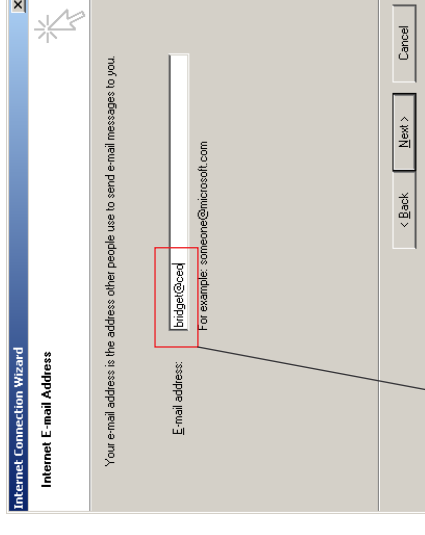 Internet Connection Wizard
Internet E-mail Address
Your e-mail address is the address other people use to send e-mail messages to you.
E-mail address: bridget@ceo
For example: someone@microsoft.com
< Back Next > Cancel